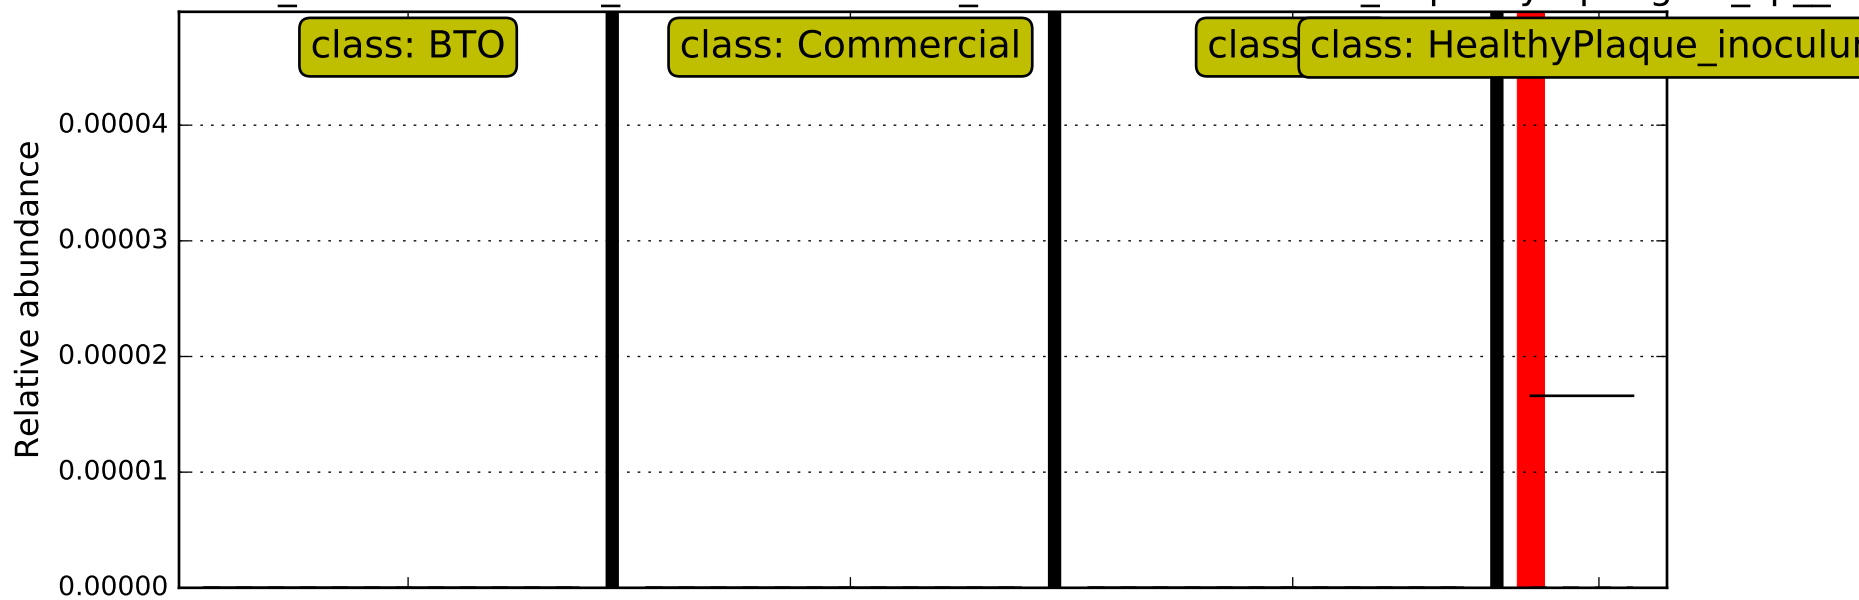 class: BTO
class: Commercial
class
class: HealthyPlaque_inoculu
Relative abundance
0.00004
0.00003
0.00002
0.00001
0.00000